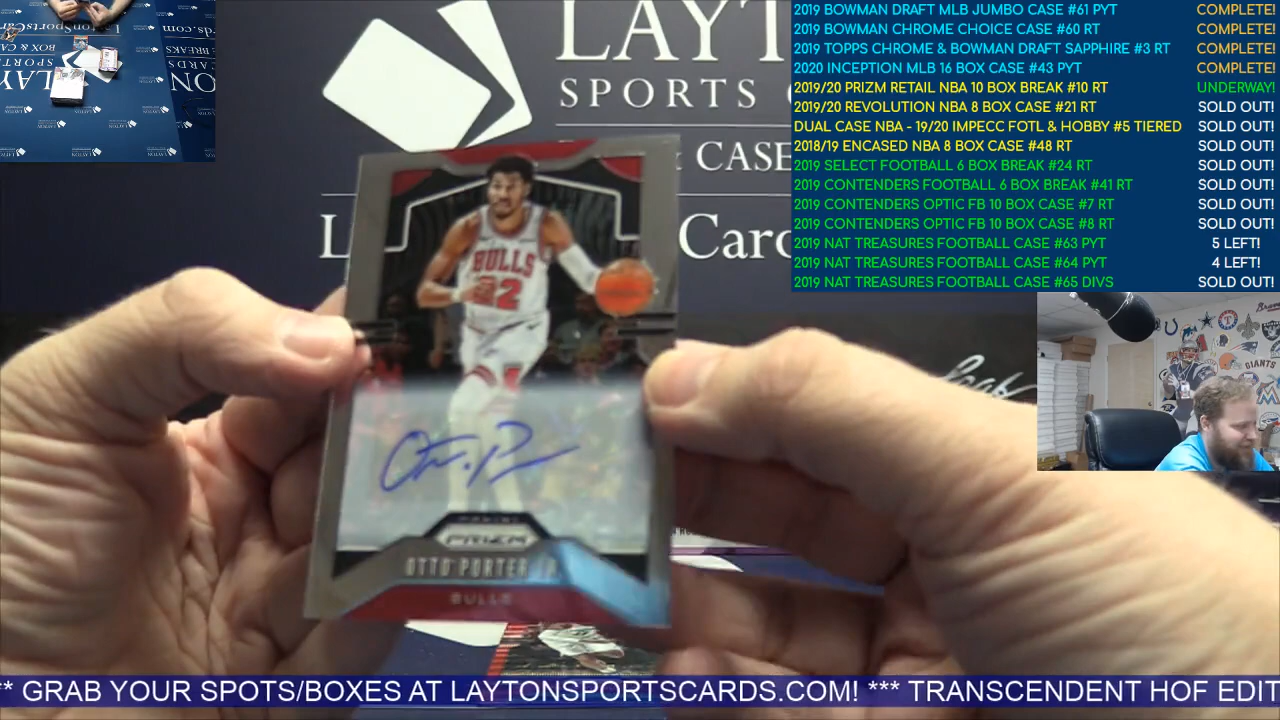 LAYT
SPORTS
& CASE
L Card
2019 BOWMAN DRAFT MLB JUMBO CASE #61 PYT COMPLETE!
2019 BOWMAN CHROME CHOICE CASE #60 RT COMPLETE!
2019 TOPPS CHROME & BOWMAN DRAFT SAPPHIRE #3 RT COMPLETE!
2020 INCEPTION MLB 16 BOX CASE #43 PYT COMPLETE!
2019/20 PRIZM RETAIL NBA 10 BOX BREAK #10 RT UNDERWAY!
2019/20 REVOLUTION NBA 8 BOX CASE #21 RT SOLD OUT!
DUAL CASE NBA - 19/20 IMPECC FOTL & HOBBY #5 TIERED SOLD OUT!
2018/19 ENCASED NBA 8 BOX CASE #48 RT SOLD OUT!
2019 SELECT FOOTBALL 6 BOX BREAK #24 RT SOLD OUT!
2019 CONTENDERS FOOTBALL 6 BOX BREAK #41 RT SOLD OUT!
2019 CONTENDERS OPTIC FB 10 BOX CASE #7 RT SOLD OUT!
2019 CONTENDERS OPTIC FB 10 BOX CASE #8 RT SOLD OUT!
2019 NAT TREASURES FOOTBALL CASE #63 PYT 5 LEFT!
2019 NAT TREASURES FOOTBALL CASE #64 PYT 4 LEFT!
2019 NAT TREASURES FOOTBALL CASE #65 DIVS SOLD OUT!
BULLS
22
PANINI
PRIZM
OTTO PORTER JR
BULLS
Leaf
GIANTS
** GRAB YOUR SPOTS/BOXES AT LAYTONSPORTSCARDS.COM! *** TRANSCENDENT HOF EDIT